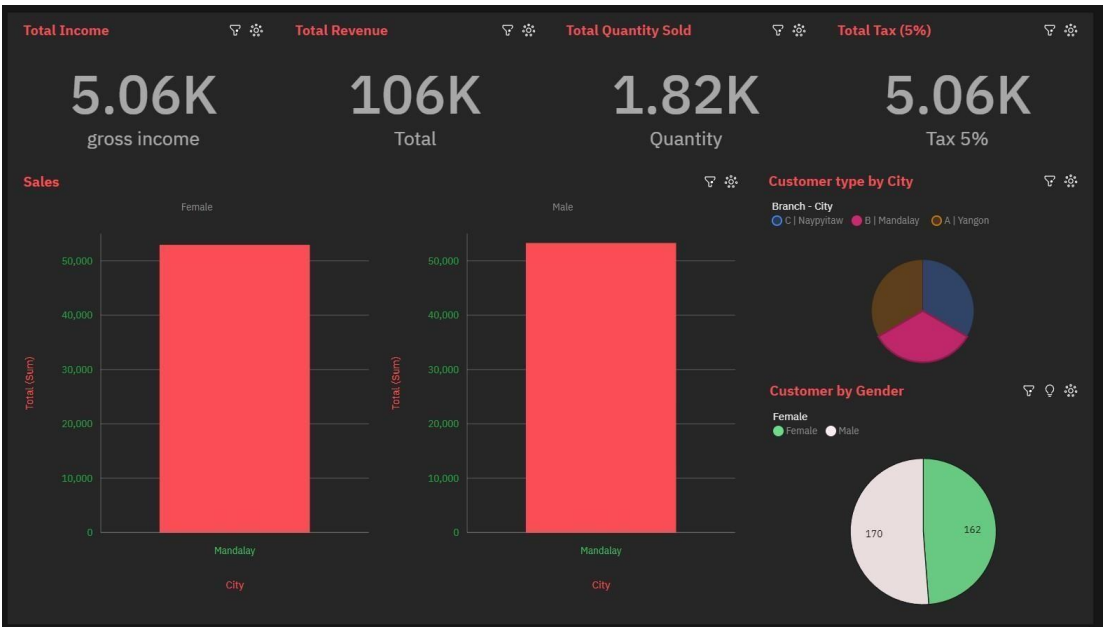 Total Income
Total Revenue
Total Quantity Sold
Total Tax (5%)
5.06K
106K
1.82K
5.06K
gross income
Total
Quantity
Tax 5%
Sales
Female
Male
Total (Sum)
50,000
40,000
30,000
20,000
10,000
0
Mandalay
City
Total (Sum)
50,000
40,000
30,000
20,000
10,000
0
Mandalay
City
Customer type by City
Branch - City
C | Naypyitaw B | Mandalay A | Yangon
Customer by Gender
Female
Female Male
170
162